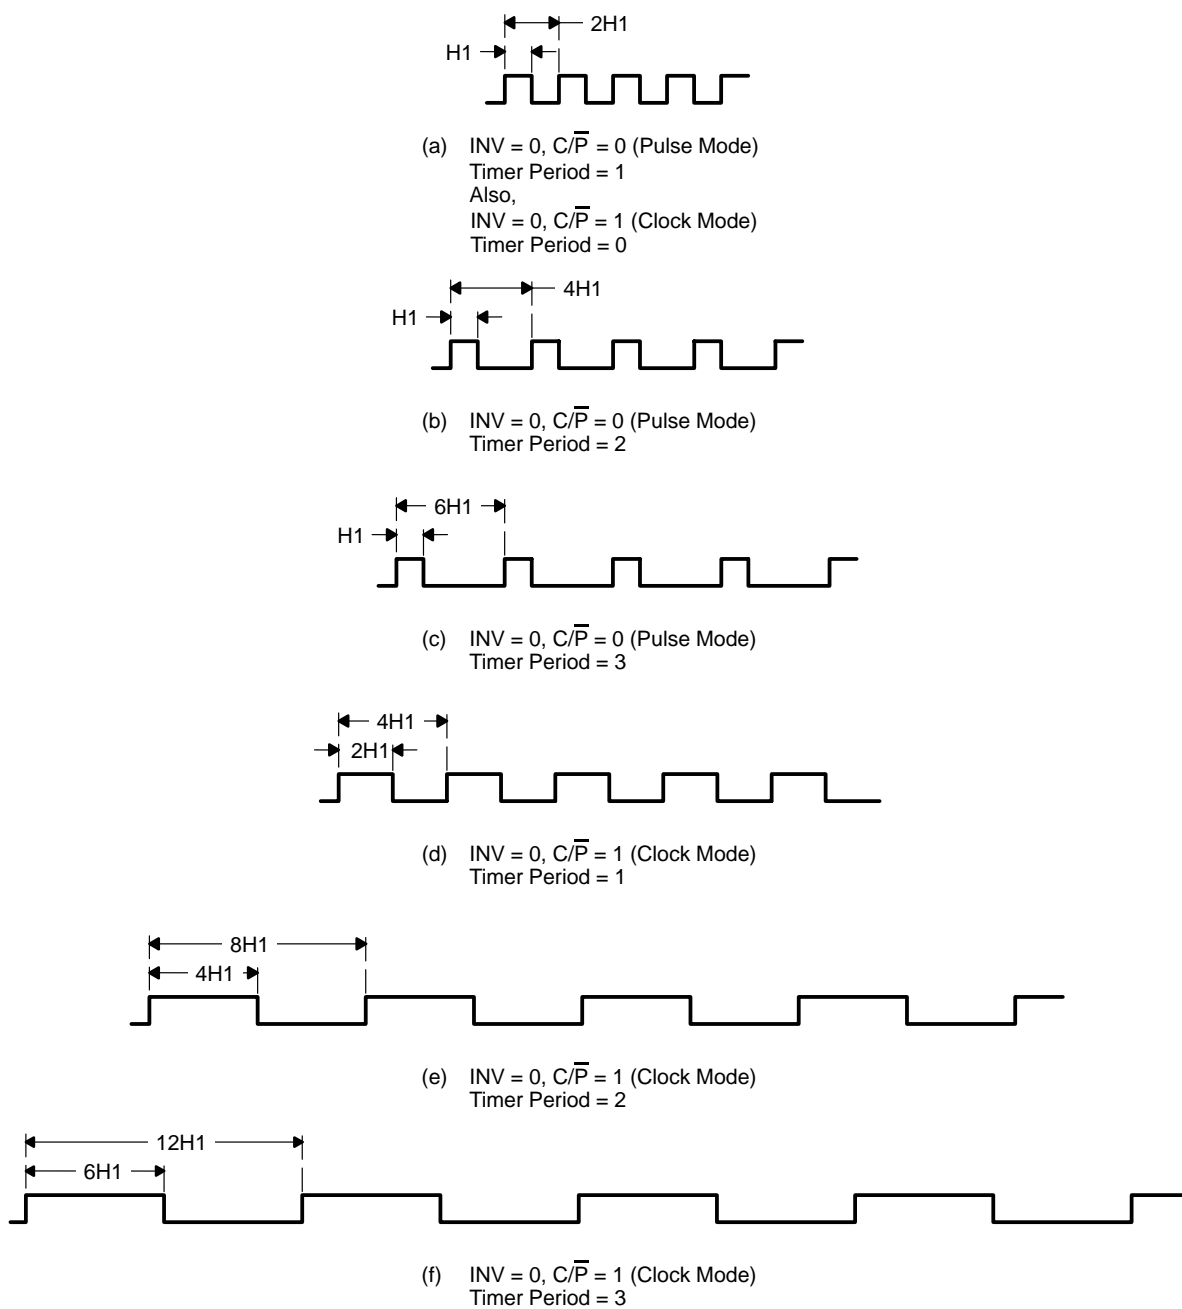 2H1
H1
(a) INV = 0, C/P̅ = 0 (Pulse Mode)
Timer Period = 1
Also,
INV = 0, C/P̅ = 1 (Clock Mode)
Timer Period = 0
4H1
H1
(b) INV = 0, C/P̅ = 0 (Pulse Mode)
Timer Period = 2
6H1
H1
(c) INV = 0, C/P̅ = 0 (Pulse Mode)
Timer Period = 3
4H1
2H1
(d) INV = 0, C/P̅ = 1 (Clock Mode)
Timer Period = 1
8H1
4H1
(e) INV = 0, C/P̅ = 1 (Clock Mode)
Timer Period = 2
12H1
6H1
(f) INV = 0, C/P̅ = 1 (Clock Mode)
Timer Period = 3